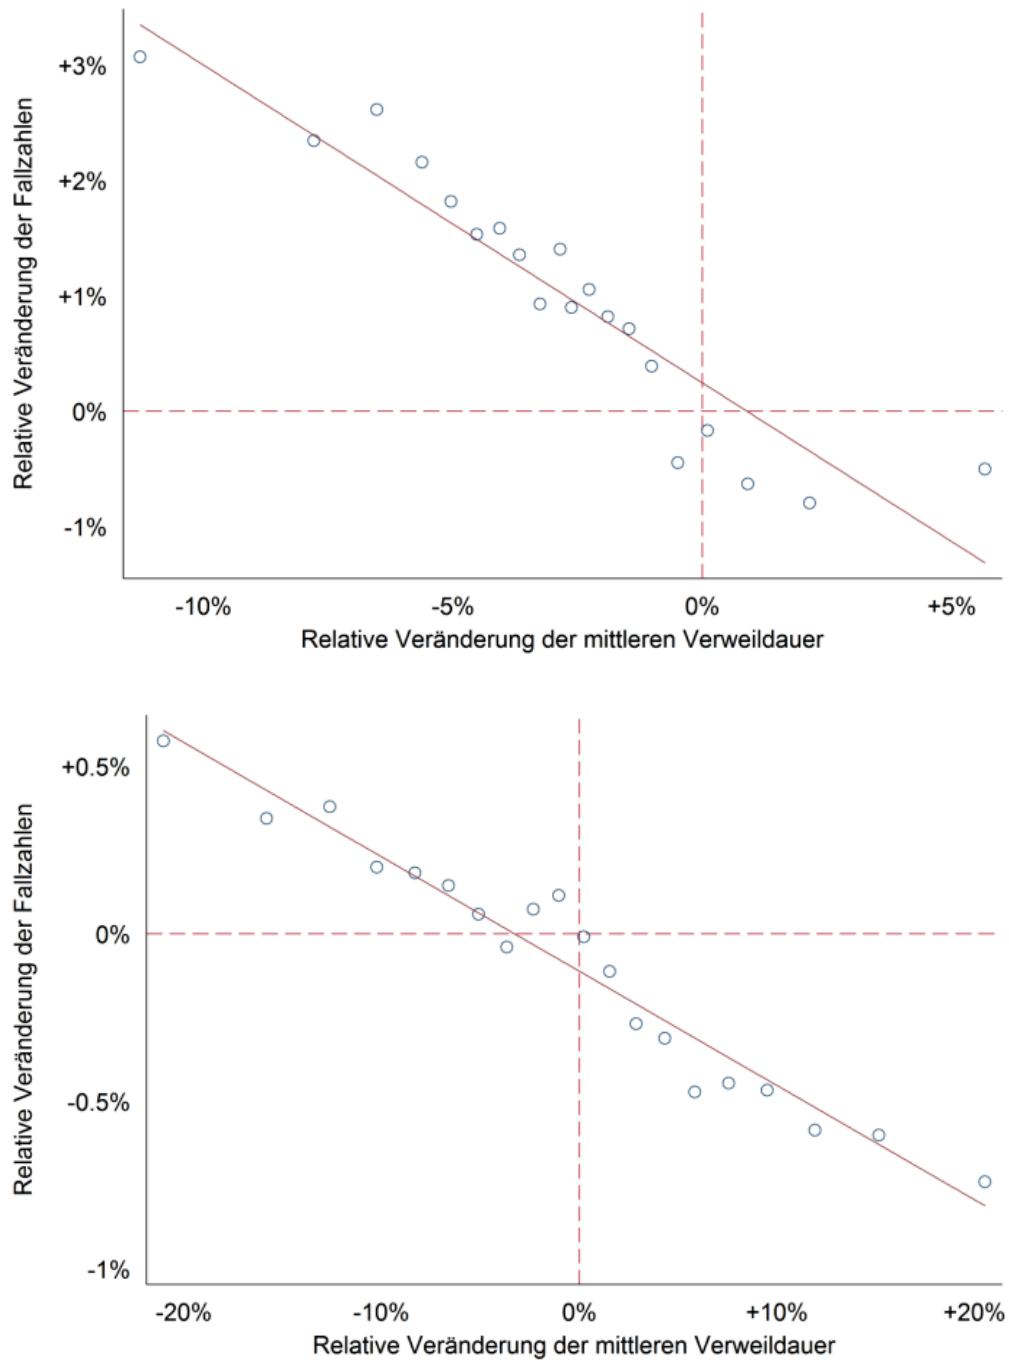 Relative Veränderung der Fallzahlen
+3%
+2%
+1%
0%
-1%
-10% -5% 0% +5%
Relative Veränderung der mittleren Verweildauer
Relative Veränderung der Fallzahlen
+0.5%
0%
-0.5%
-1%
-20% -10% 0% +10% +20%
Relative Veränderung der mittleren Verweildauer